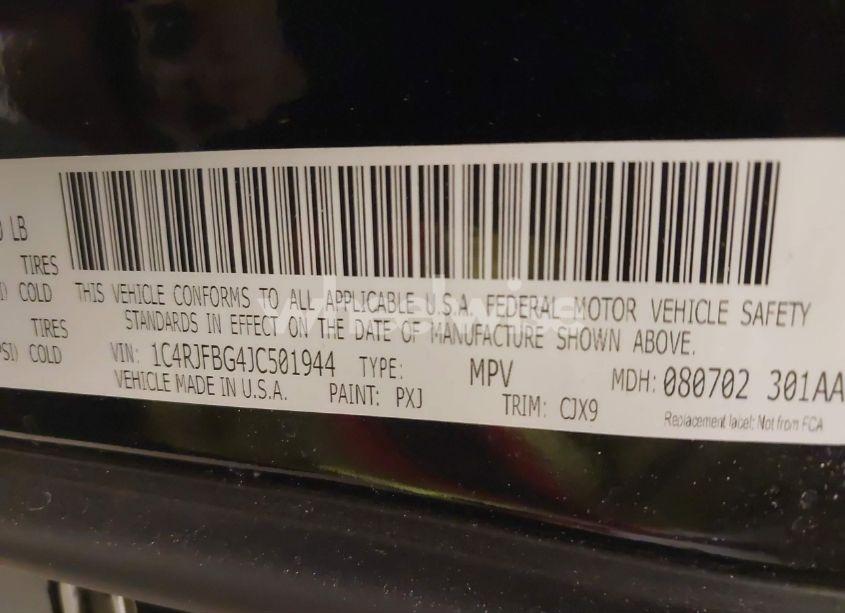 LB
TIRES
COLD
TIRES
COLD
THIS VEHICLE CONFORMS TO ALL APPLICABLE U.S.A. FEDERAL MOTOR VEHICLE SAFETY
STANDARDS IN EFFECT ON THE DATE OF MANUFACTURE SHOWN ABOVE.
VIN: 1C4RJFBG4JC501944 TYPE: MPV MDH: 080702 301AA
VEHICLE MADE IN U.S.A. PAINT: PXJ TRIM: CJX9
Replacement label: Not from FCA